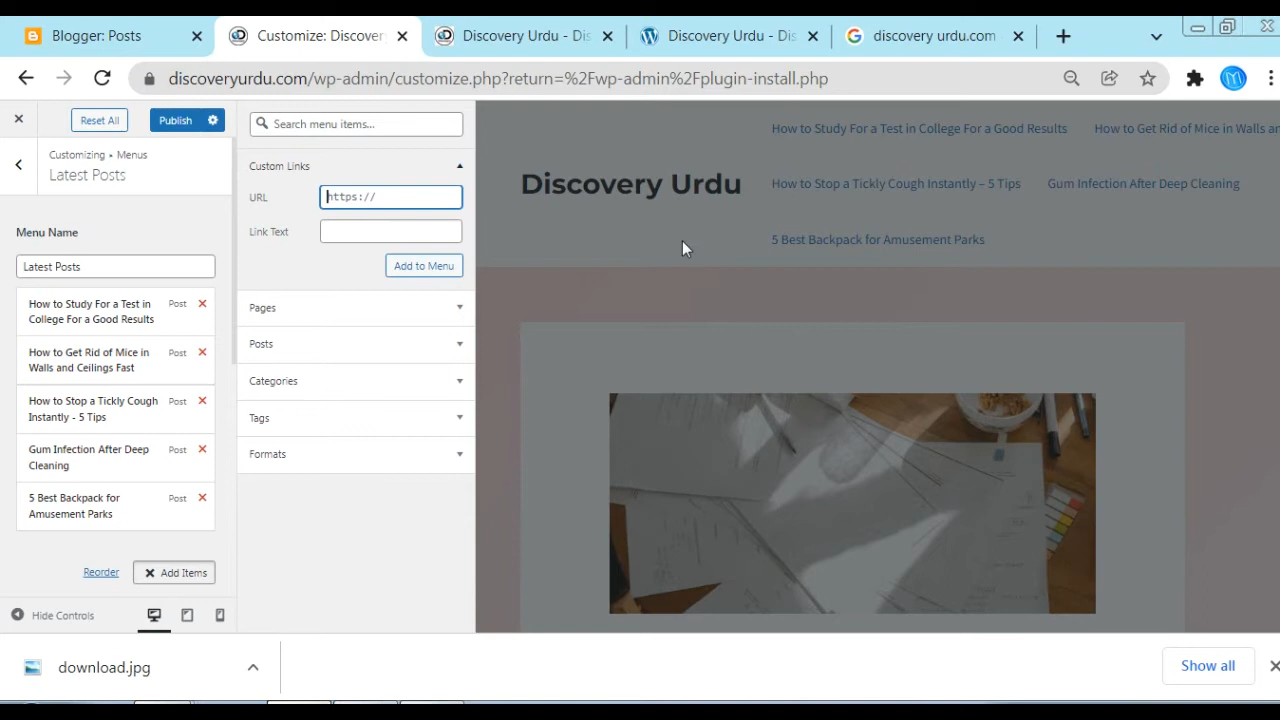 Blogger: Posts
Customize: Discover
Discovery Urdu - Dis
Discovery Urdu - Dis
discovery urdu.com
discoveryurdu.com/wp-admin/customize.php?return=%2Fwp-admin%2Fplugin-install.php
Reset All
Publish
Customizing • Menus
Latest Posts
Menu Name
Latest Posts
How to Study For a Test in
College For a Good Results
Post
How to Get Rid of Mice in
Walls and Ceilings Fast
Post
How to Stop a Tickly Cough
Instantly - 5 Tips
Post
Gum Infection After Deep
Cleaning
Post
5 Best Backpack for
Amusement Parks
Post
Reorder
Add Items
Hide Controls
Search menu items...
Custom Links
URL
https://
Link Text
Add to Menu
Pages
Posts
Categories
Tags
Formats
Discovery Urdu
How to Study For a Test in College For a Good Results
How to Get Rid of Mice in Walls an
How to Stop a Tickly Cough Instantly – 5 Tips
Gum Infection After Deep Cleaning
5 Best Backpack for Amusement Parks
download.jpg
Show all